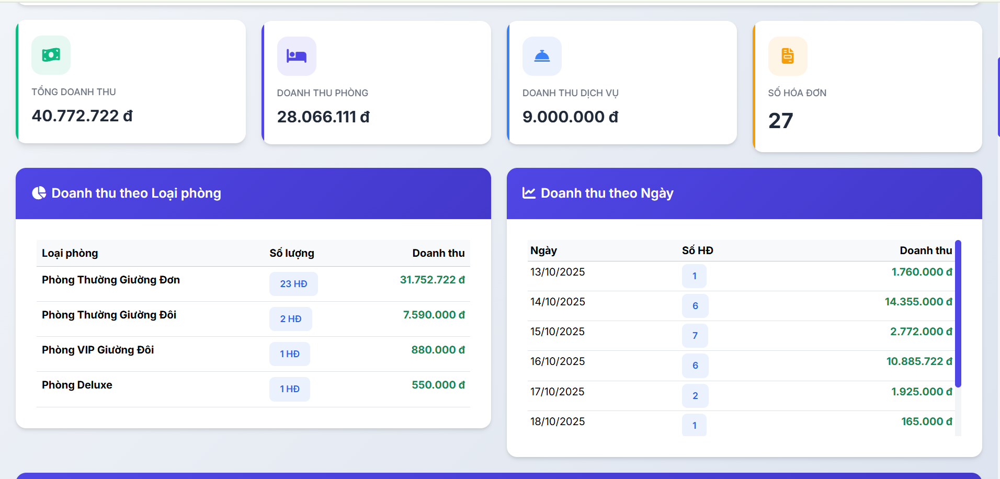 TỔNG DOANH THU
40.772.722 đ
DOANH THU PHÒNG
28.066.111 đ
DOANH THU DỊCH VỤ
9.000.000 đ
SỐ HÓA ĐƠN
27
Doanh thu theo Loại phòng
Loại phòng Số lượng Doanh thu
Phòng Thường Giường Đơn 23 HĐ 31.752.722 đ
Phòng Thường Giường Đôi 2 HĐ 7.590.000 đ
Phòng VIP Giường Đôi 1 HĐ 880.000 đ
Phòng Deluxe 1 HĐ 550.000 đ
Doanh thu theo Ngày
Ngày Số HĐ Doanh thu
13/10/2025 1 1.760.000 đ
14/10/2025 6 14.355.000 đ
15/10/2025 7 2.772.000 đ
16/10/2025 6 10.885.722 đ
17/10/2025 2 1.925.000 đ
18/10/2025 1 165.000 đ